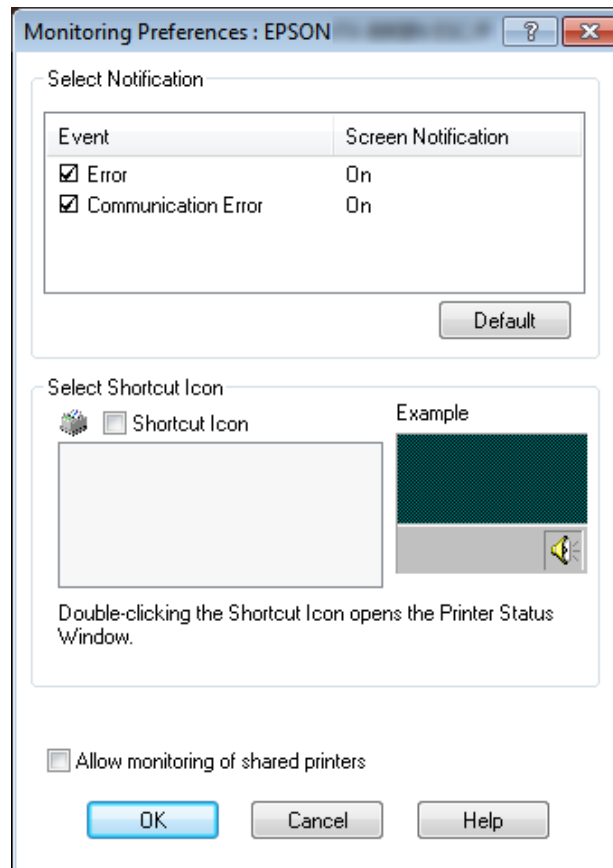 Monitoring Preferences : EPSON
Select Notification
Event Screen Notification
Error On
Communication Error On
Default
Select Shortcut Icon
Shortcut Icon Example
Double-clicking the Shortcut Icon opens the Printer Status
Window.
Allow monitoring of shared printers
OK Cancel Help